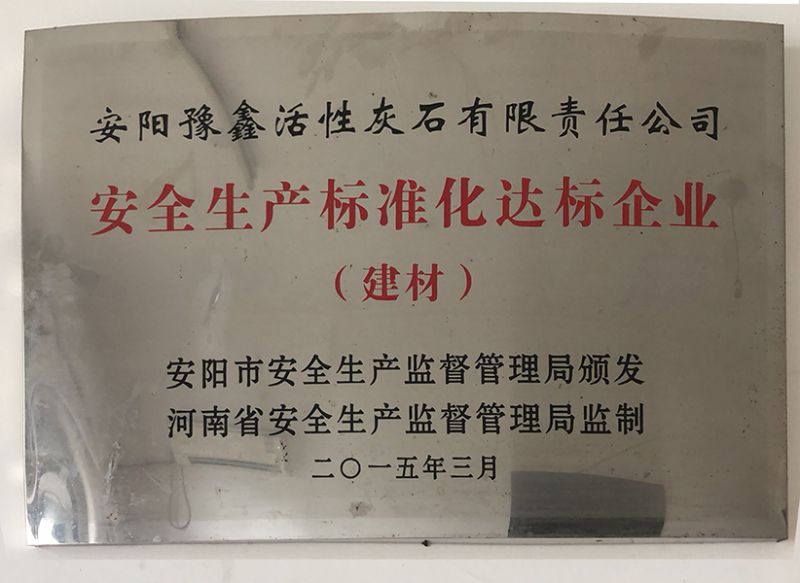 安阳豫鑫活性灰石有限责任公司
安全生产标准化达标企业
（建材）
安阳市安全生产监督管理局颁发
河南省安全生产监督管理局监制
二〇一五年三月